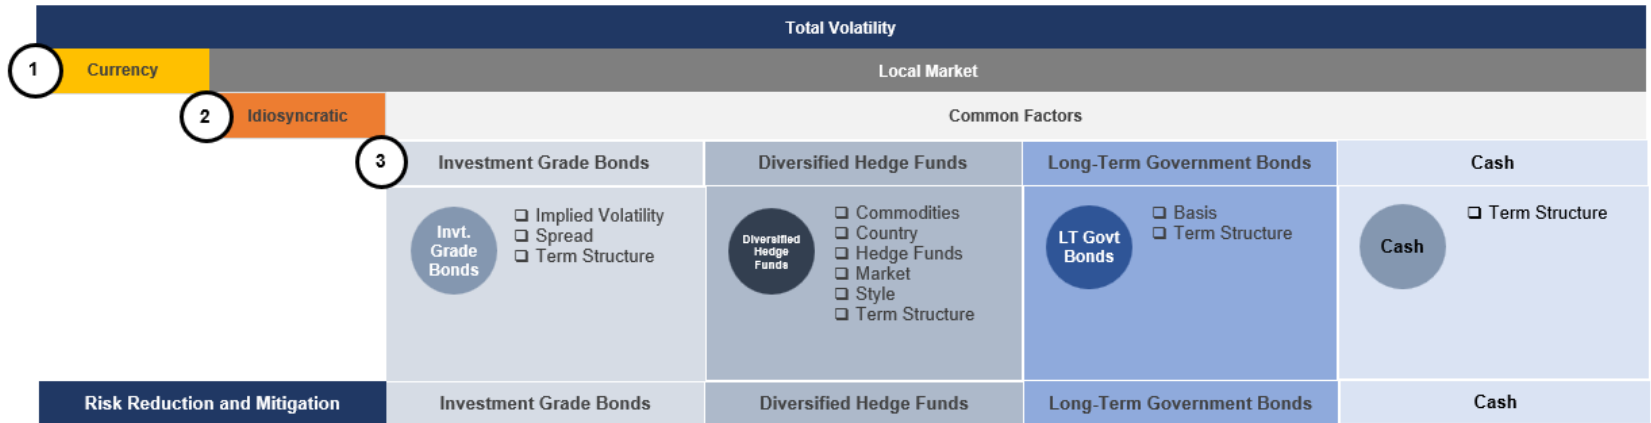 Total Volatility
1 Currency Local Market
2 Idiosyncratic Common Factors
3 Investment Grade Bonds Diversified Hedge Funds Long-Term Government Bonds Cash
Invt.
Grade
Bonds
Implied Volatility
Spread
Term Structure
Diversified
Hedge
Funds
Commodities
Country
Hedge Funds
Market
Style
Term Structure
LT Govt
Bonds
Basis
Term Structure
Cash
Term Structure
Risk Reduction and Mitigation Investment Grade Bonds Diversified Hedge Funds Long-Term Government Bonds Cash